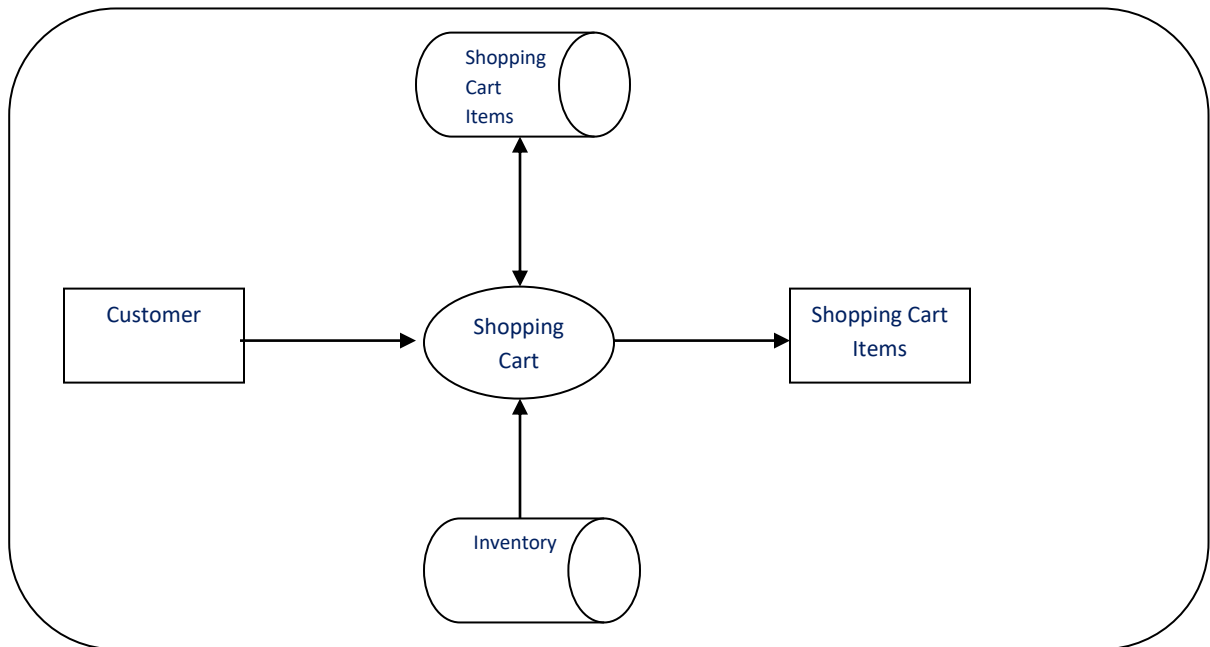 Shopping
Cart
Items
Customer
Shopping
Cart
Shopping Cart
Items
Inventory